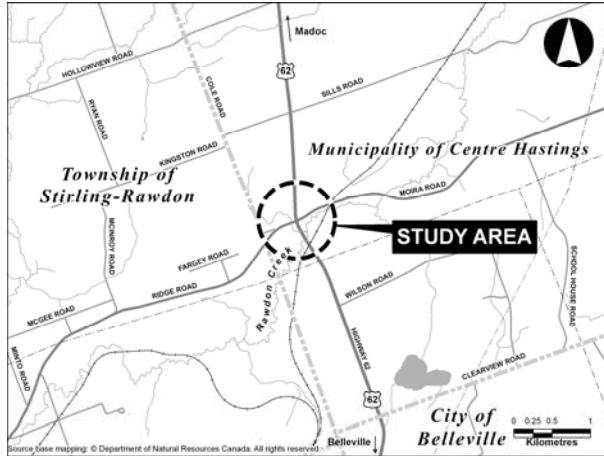 Madoc
HOLLOWVIEW ROAD
62
COLE ROAD
RYAN ROAD
SILLS ROAD
KINGSTON ROAD
Township of
Stirling-Rawdon
Municipality of Centre Hastings
MOIRA ROAD
MCINROY ROAD
STUDY AREA
FARGEY ROAD
Rawdon Creek
RIDGE ROAD
WILSON ROAD
SCHOOL HOUSE ROAD
MCGEE ROAD
HIGHWAY 62
MINTO ROAD
CLEARVIEW ROAD
62
City of
Belleville
0 0.25 0.5 1
Kilometres
Belleville
Source base mapping: © Department of Natural Resources Canada. All rights reserved.